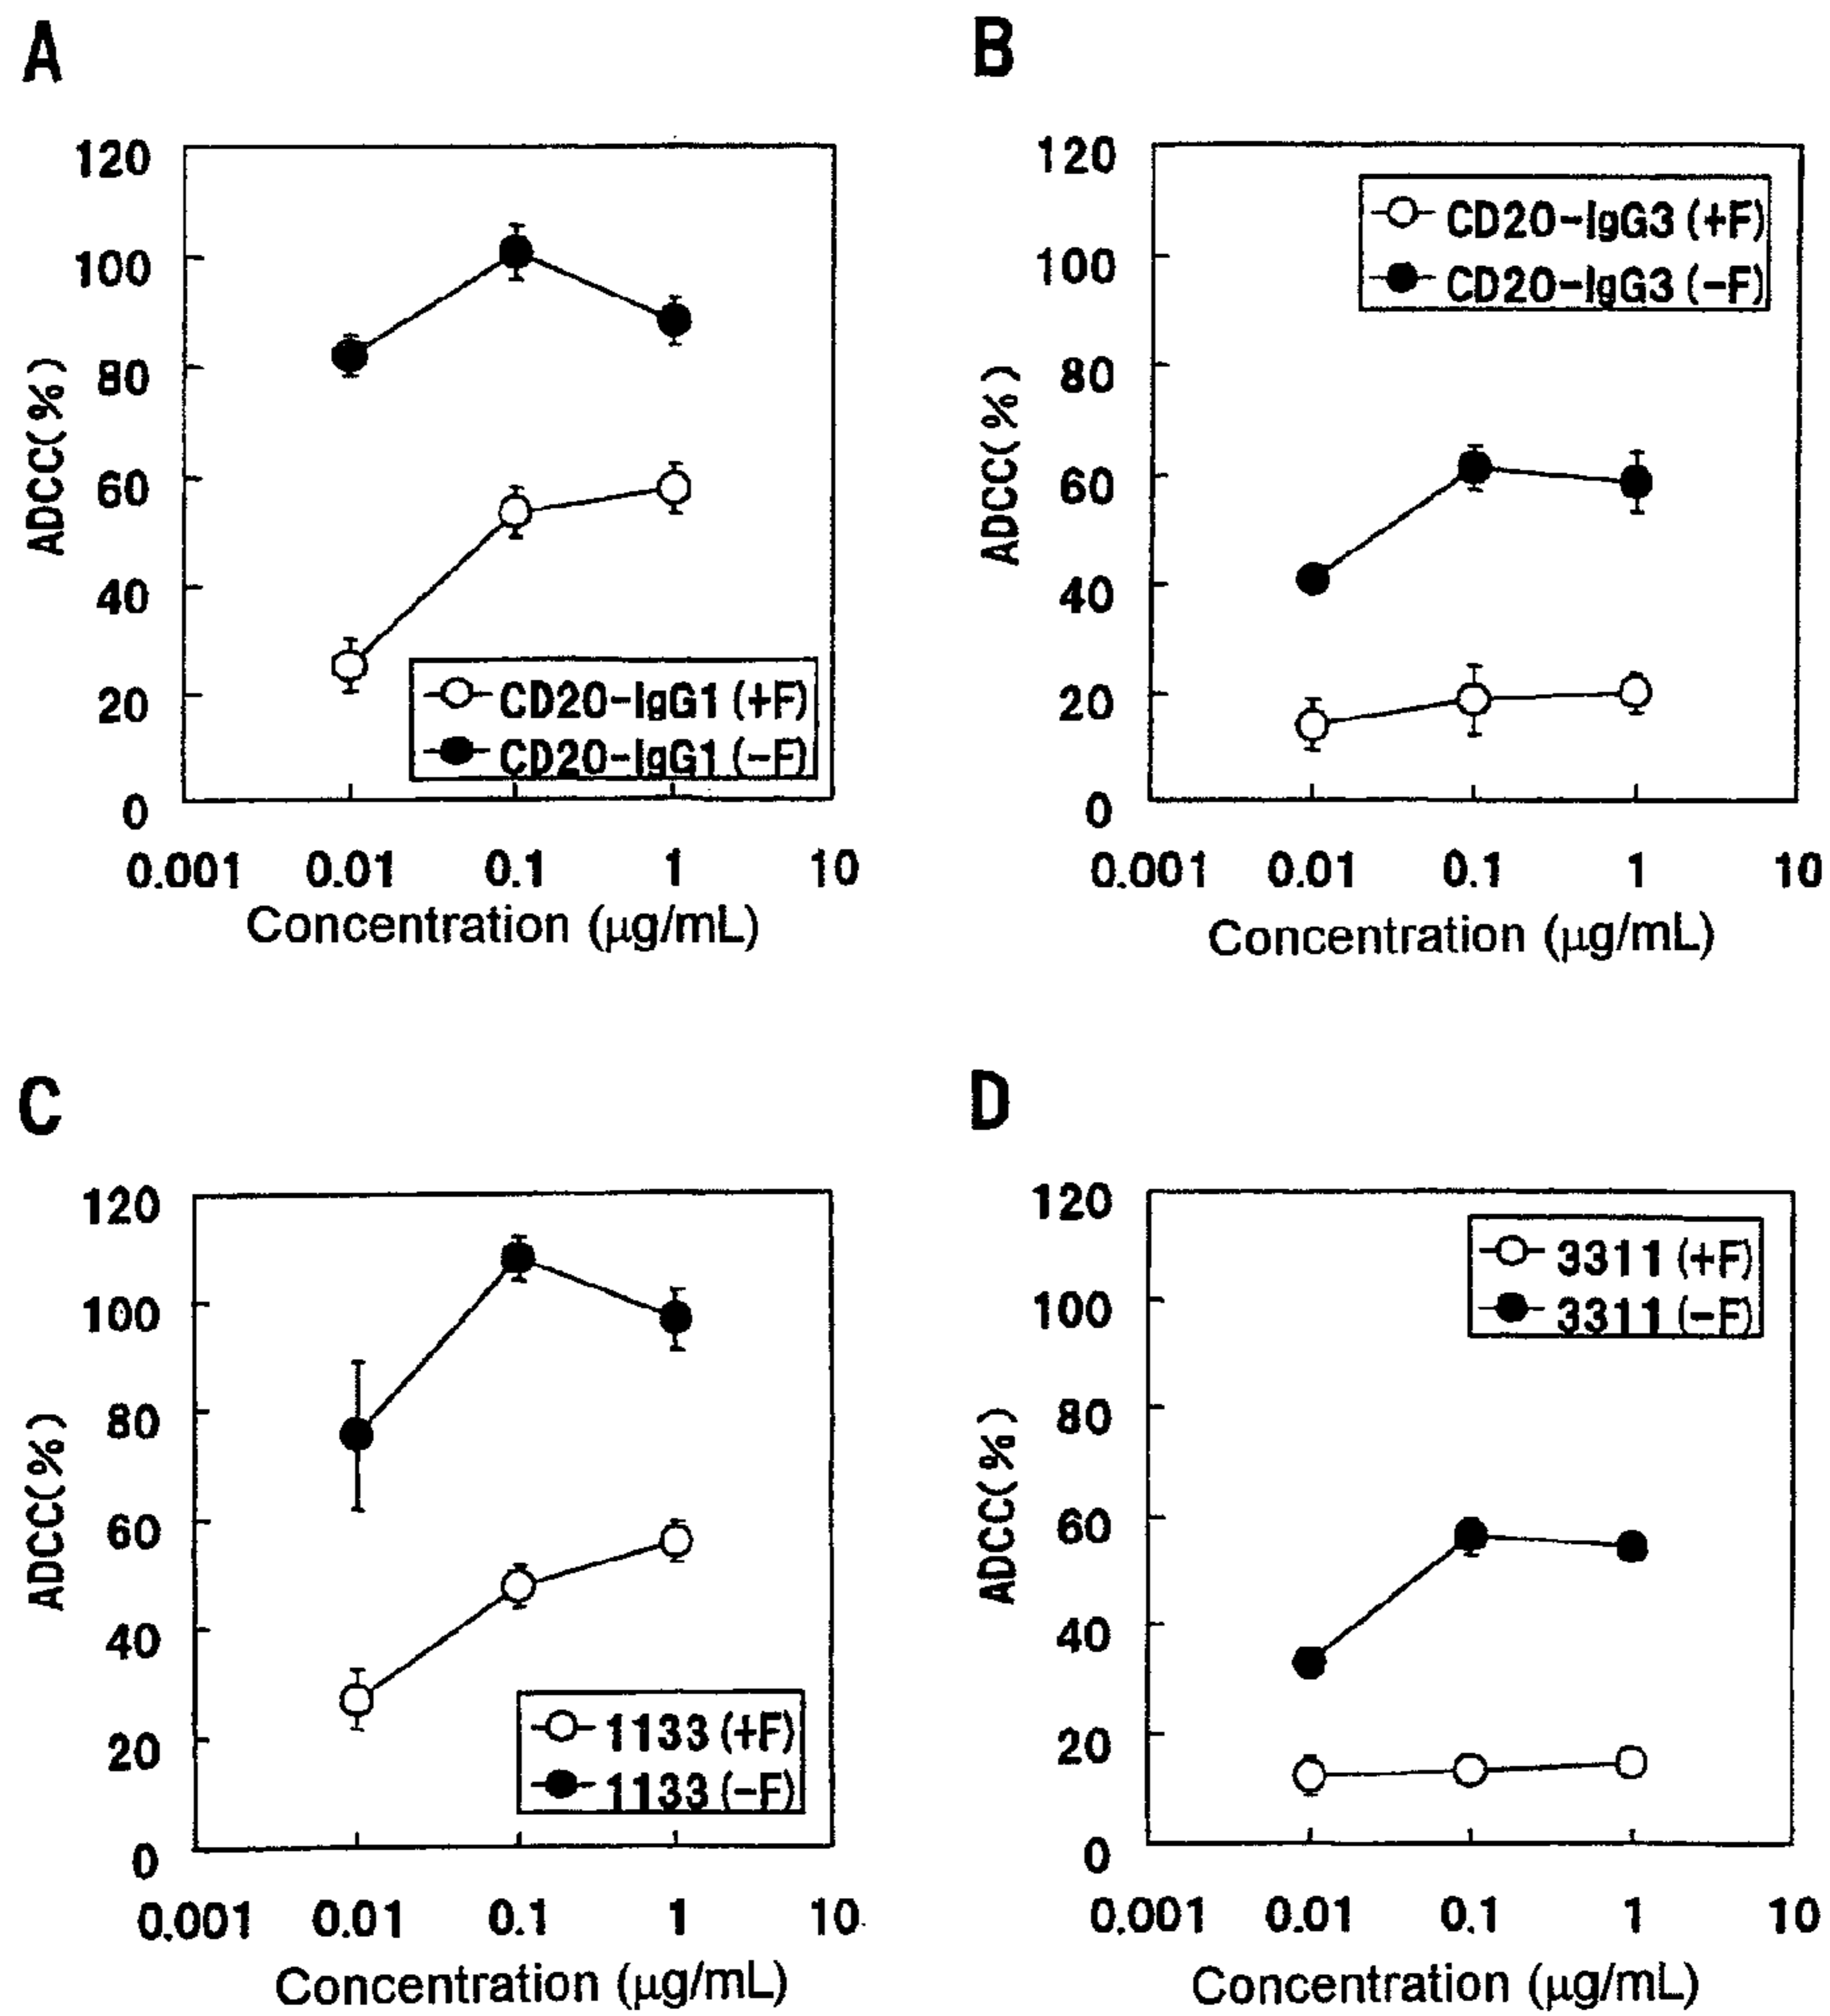 A
120
100
80
60
40
20
0
ADCC(%)
CD20-IgG1 (+F)
CD20-IgG1 (-F)
0.001 0.01 0.1 1 10
Concentration (μg/mL)
B
120
100
80
60
40
20
0
ADCC(%)
CD20-IgG3 (+F)
CD20-IgG3 (-F)
0.001 0.01 0.1 1 10
Concentration (μg/mL)
C
120
100
80
60
40
20
0
ADCC(%)
1133 (+F)
1133 (-F)
0.001 0.01 0.1 1 10
Concentration (μg/mL)
D
120
100
80
60
40
20
0
ADCC(%)
3311 (+F)
3311 (-F)
0.001 0.01 0.1 1 10
Concentration (μg/mL)